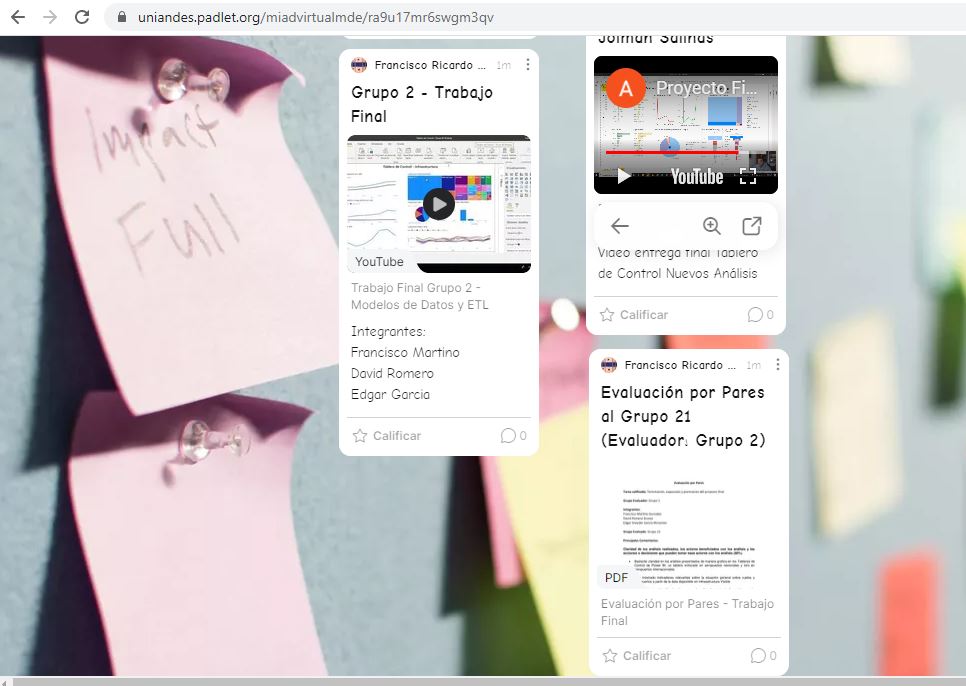 uniandes.padlet.org/miadvirtualmde/ra9u17mr6swgm3qv
Impact
Full
Francisco Ricardo ... 1m
Grupo 2 - Trabajo
Final
YouTube
Trabajo Final Grupo 2 -
Modelos de Datos y ETL
Integrantes:
Francisco Martino
David Romero
Edgar Garcia
Calificar 0
Joiman Salinas
A Proyecto Fi...
YouTube
Video entrega final Tablero
de Control Nuevos Análisis
Calificar 0
Francisco Ricardo ... 1m
Evaluación por Pares
al Grupo 21
(Evaluador: Grupo 2)
Evaluación por Pares
PDF
Evaluación por Pares - Trabajo
Final
Calificar 0